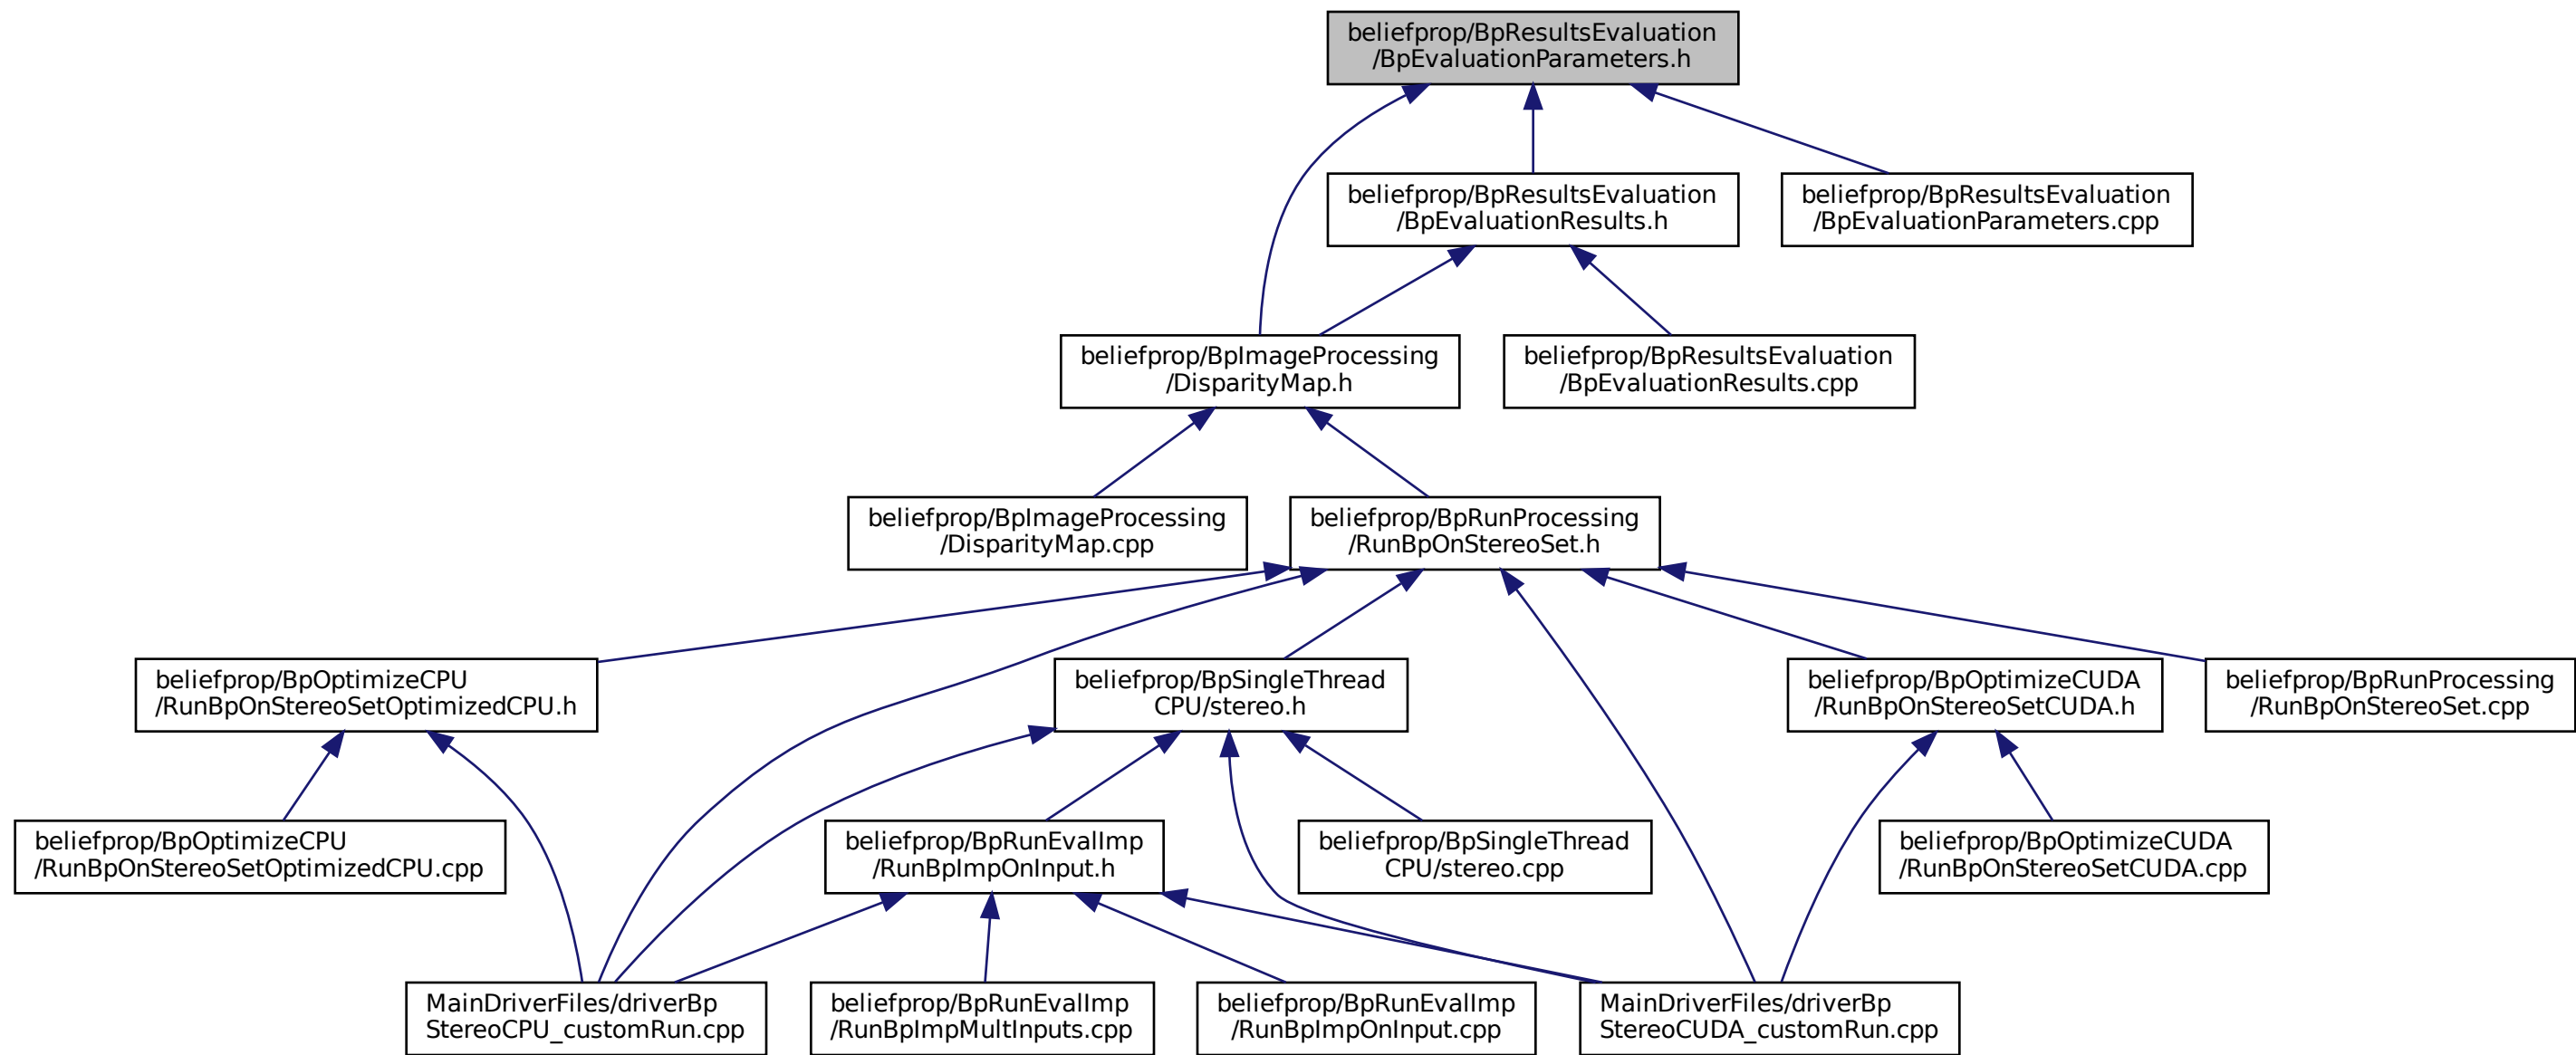 beliefprop/BpResultsEvaluation
/BpEvaluationParameters.h
beliefprop/BpResultsEvaluation
/BpEvaluationResults.h
beliefprop/BpResultsEvaluation
/BpEvaluationParameters.cpp
beliefprop/BpImageProcessing
/DisparityMap.h
beliefprop/BpResultsEvaluation
/BpEvaluationResults.cpp
beliefprop/BpImageProcessing
/DisparityMap.cpp
beliefprop/BpRunProcessing
/RunBpOnStereoSet.h
beliefprop/BpOptimizeCPU
/RunBpOnStereoSetOptimizedCPU.h
beliefprop/BpSingleThread
CPU/stereo.h
beliefprop/BpOptimizeCUDA
/RunBpOnStereoSetCUDA.h
beliefprop/BpRunProcessing
/RunBpOnStereoSet.cpp
beliefprop/BpOptimizeCPU
/RunBpOnStereoSetOptimizedCPU.cpp
beliefprop/BpRunEvalImp
/RunBpImpOnInput.h
beliefprop/BpSingleThread
CPU/stereo.cpp
beliefprop/BpOptimizeCUDA
/RunBpOnStereoSetCUDA.cpp
MainDriverFiles/driverBp
StereoCPU_customRun.cpp
beliefprop/BpRunEvalImp
/RunBpImpMultInputs.cpp
beliefprop/BpRunEvalImp
/RunBpImpOnInput.cpp
MainDriverFiles/driverBp
StereoCUDA_customRun.cpp